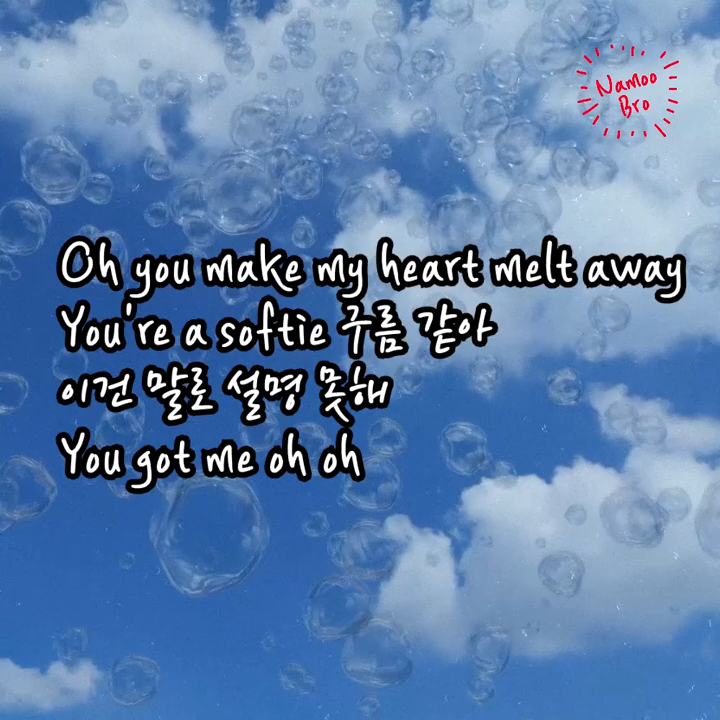 Namoo
Bro
Oh you make my heart melt away
You're a softie 구름 같아
이건 말로 설명 못해
You got me oh oh